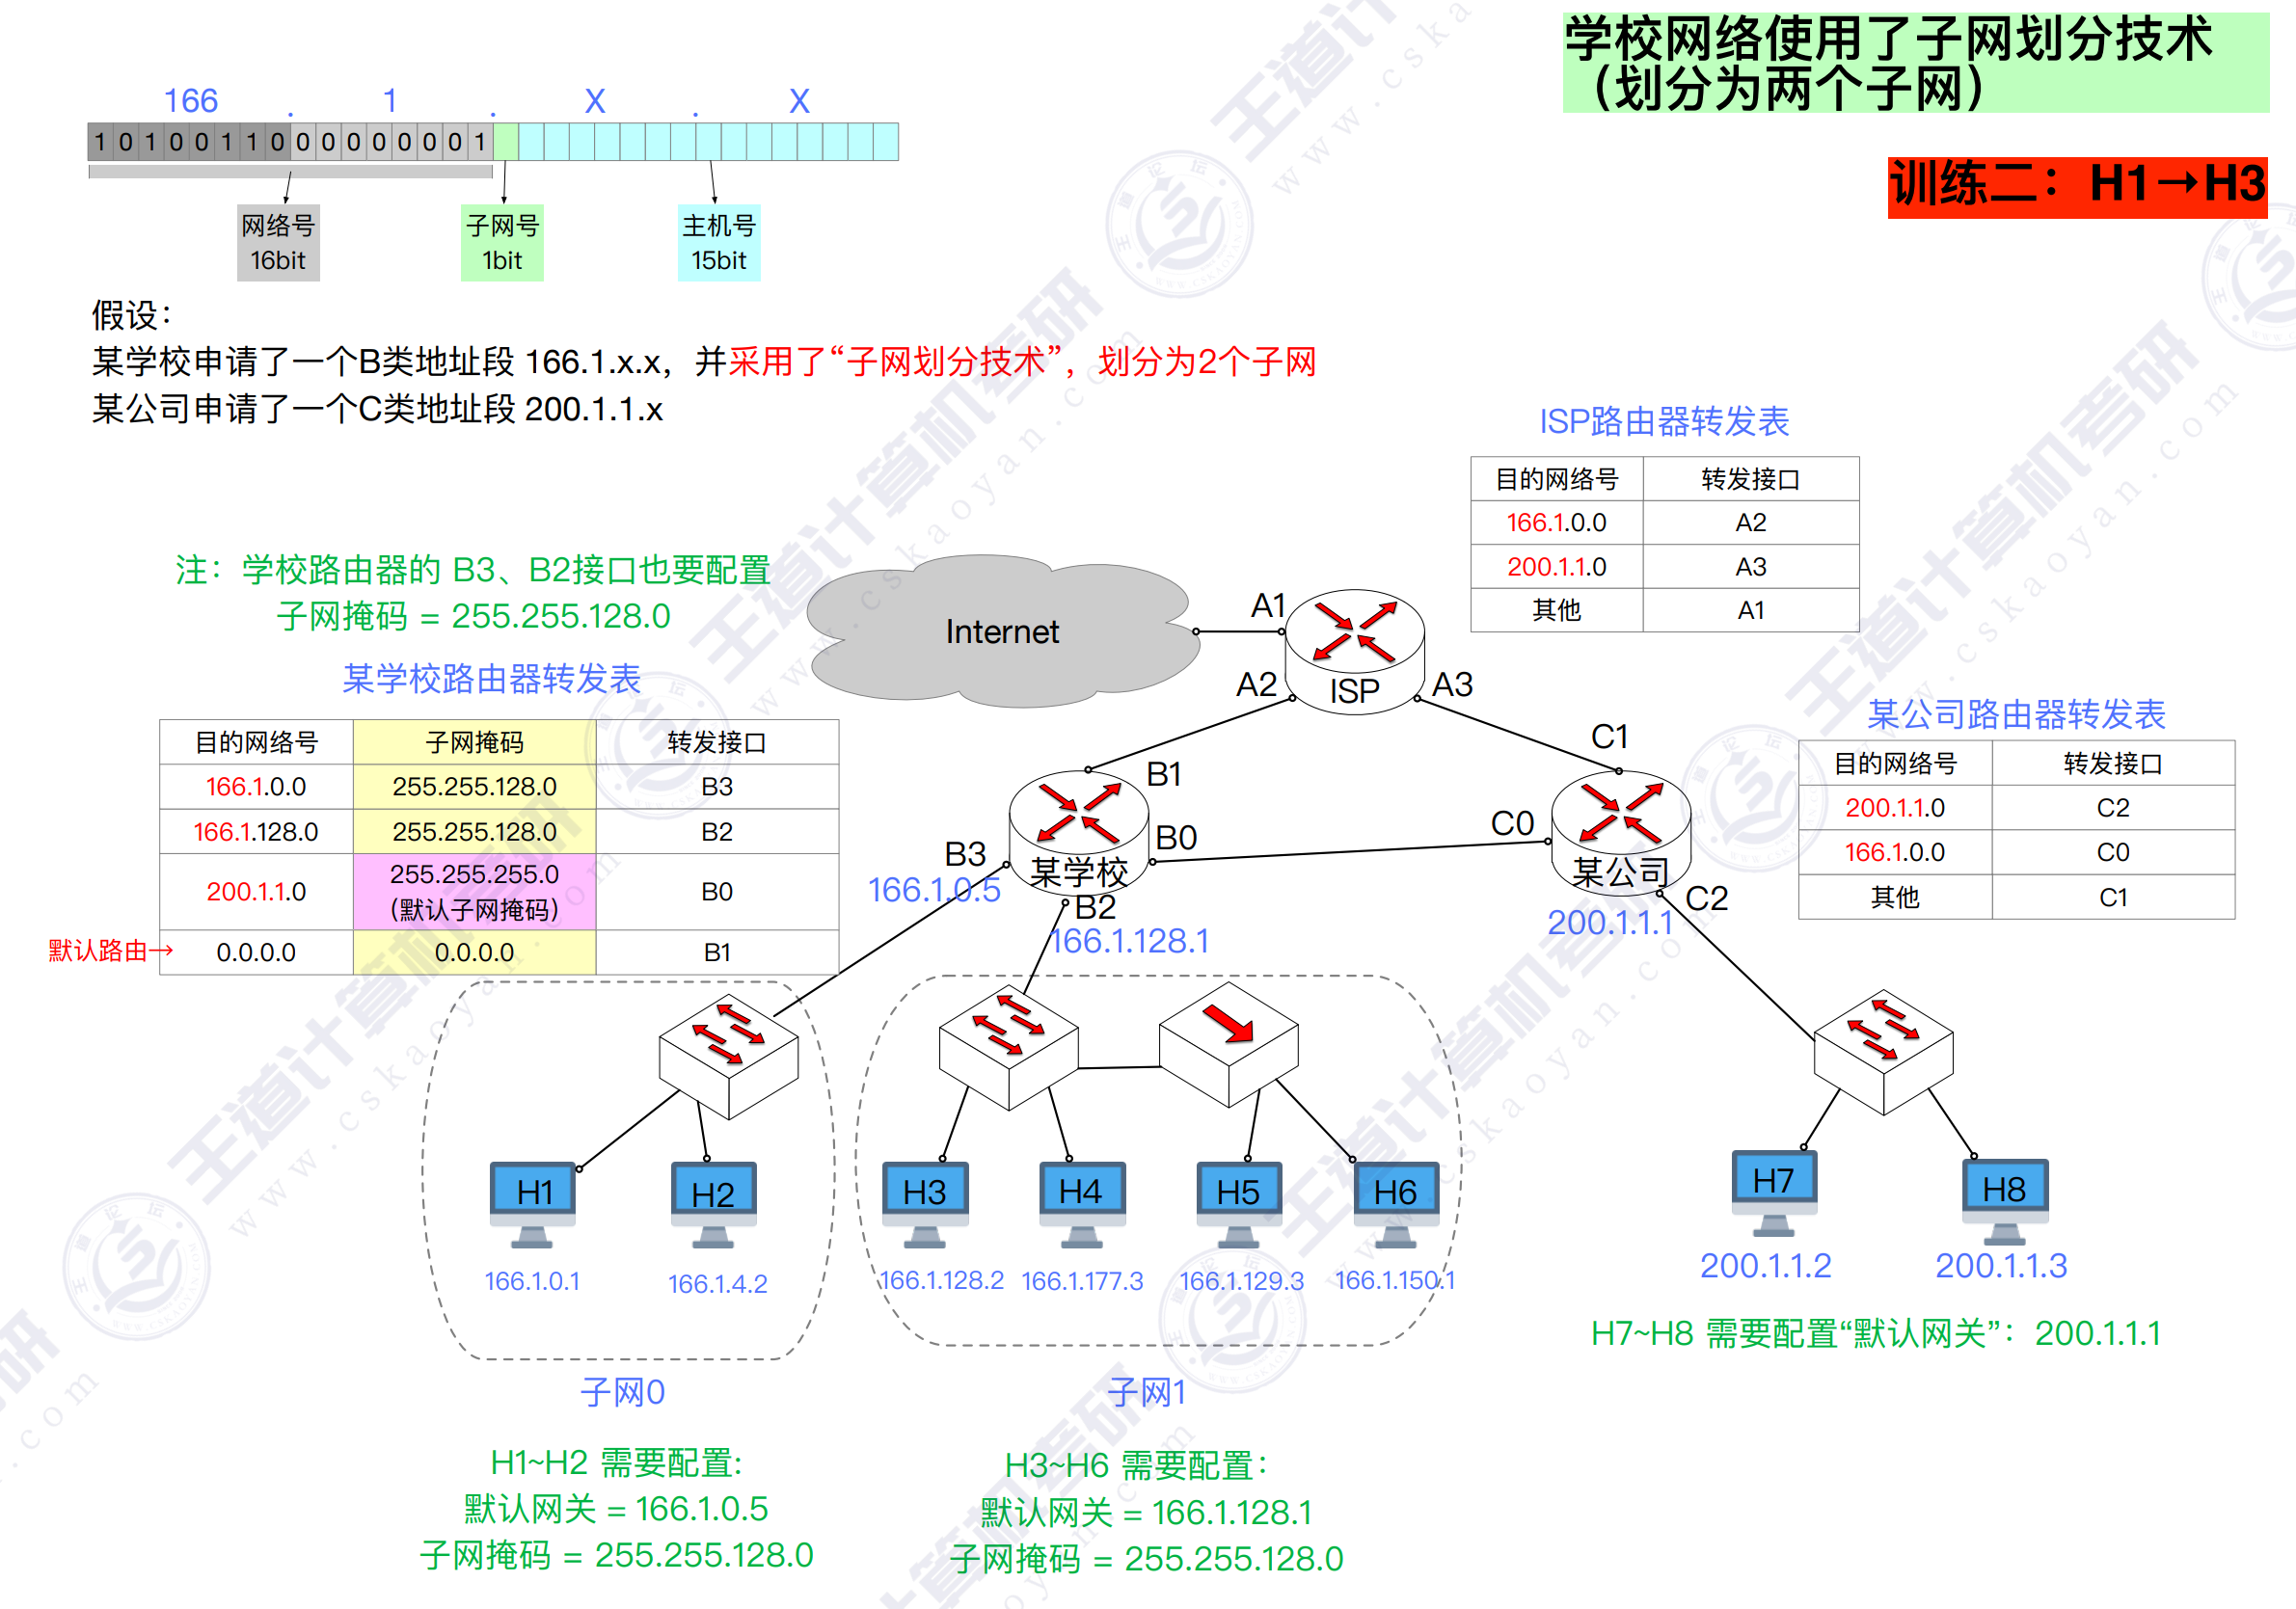 学校网络使用了子网划分技术
（划分为两个子网）
训练二：H1→H3
166 . 1 . X . X
1 0 1 0 0 1 1 0 0 0 0 0 0 0 0 1
网络号
16bit
子网号
1bit
主机号
15bit
假设：
某学校申请了一个B类地址段 166.1.x.x，并采用了“子网划分技术”，划分为2个子网
某公司申请了一个C类地址段 200.1.1.x
ISP路由器转发表
目的网络号 转发接口
166.1.0.0 A2
200.1.1.0 A3
其他 A1
注：学校路由器的 B3、B2接口也要配置
子网掩码 = 255.255.128.0
某学校路由器转发表
目的网络号 子网掩码 转发接口
166.1.0.0 255.255.128.0 B3
166.1.128.0 255.255.128.0 B2
200.1.1.0 255.255.255.0 B0
（默认子网掩码）
默认路由→ 0.0.0.0 0.0.0.0 B1
Internet
A1
A2
ISP
A3
某公司路由器转发表
目的网络号 转发接口
200.1.1.0 C2
166.1.0.0 C0
其他 C1
B1
B0
B3
某学校
166.1.0.5
B2
166.1.128.1
C1
C0
某公司
C2
200.1.1.1
H1
H2
H3
H4
H5
H6
H7
H8
166.1.0.1
166.1.4.2
166.1.128.2
166.1.177.3
166.1.129.3
166.1.150.1
200.1.1.2
200.1.1.3
H7~H8 需要配置“默认网关”：200.1.1.1
子网0
子网1
H1~H2 需要配置:
默认网关 = 166.1.0.5
子网掩码 = 255.255.128.0
H3~H6 需要配置：
默认网关 = 166.1.128.1
子网掩码 = 255.255.128.0
王道计算机考研
www.cskaoyan.com